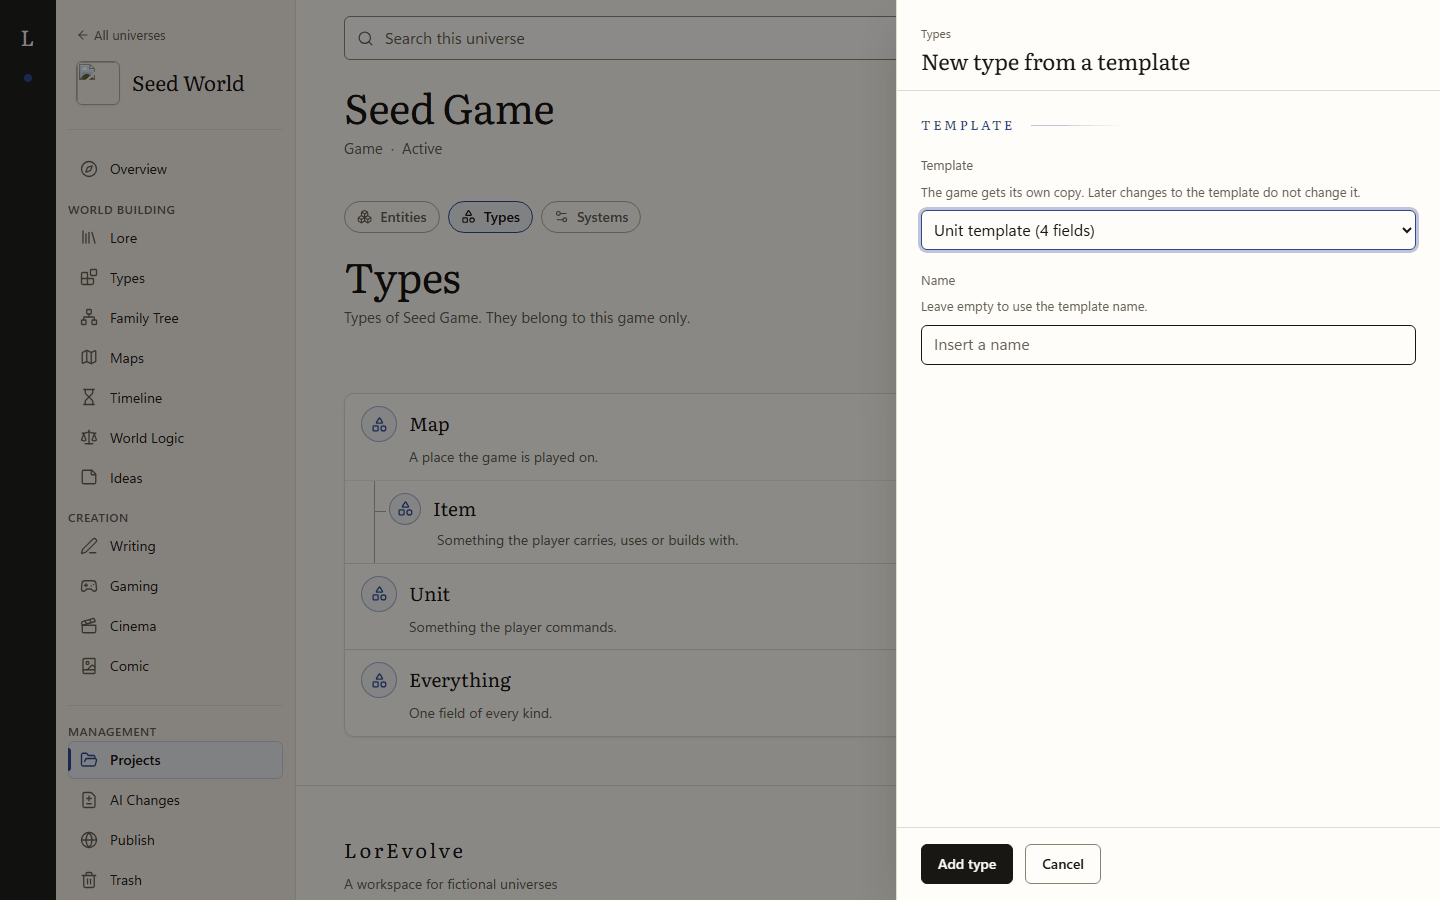 L
All universes
Seed World
Overview
WORLD BUILDING
Lore
Types
Family Tree
Maps
Timeline
World Logic
Ideas
CREATION
Writing
Gaming
Cinema
Comic
MANAGEMENT
Projects
AI Changes
Publish
Trash
Search this universe
Seed Game
Game · Active
Entities
Types
Systems
Types
Types of Seed Game. They belong to this game only.
Map
A place the game is played on.
Item
Something the player carries, uses or builds with.
Unit
Something the player commands.
Everything
One field of every kind.
LorEvolve
A workspace for fictional universes
Types
New type from a template
TEMPLATE
Template
The game gets its own copy. Later changes to the template do not change it.
Unit template (4 fields)
Name
Leave empty to use the template name.
Insert a name
Add type
Cancel